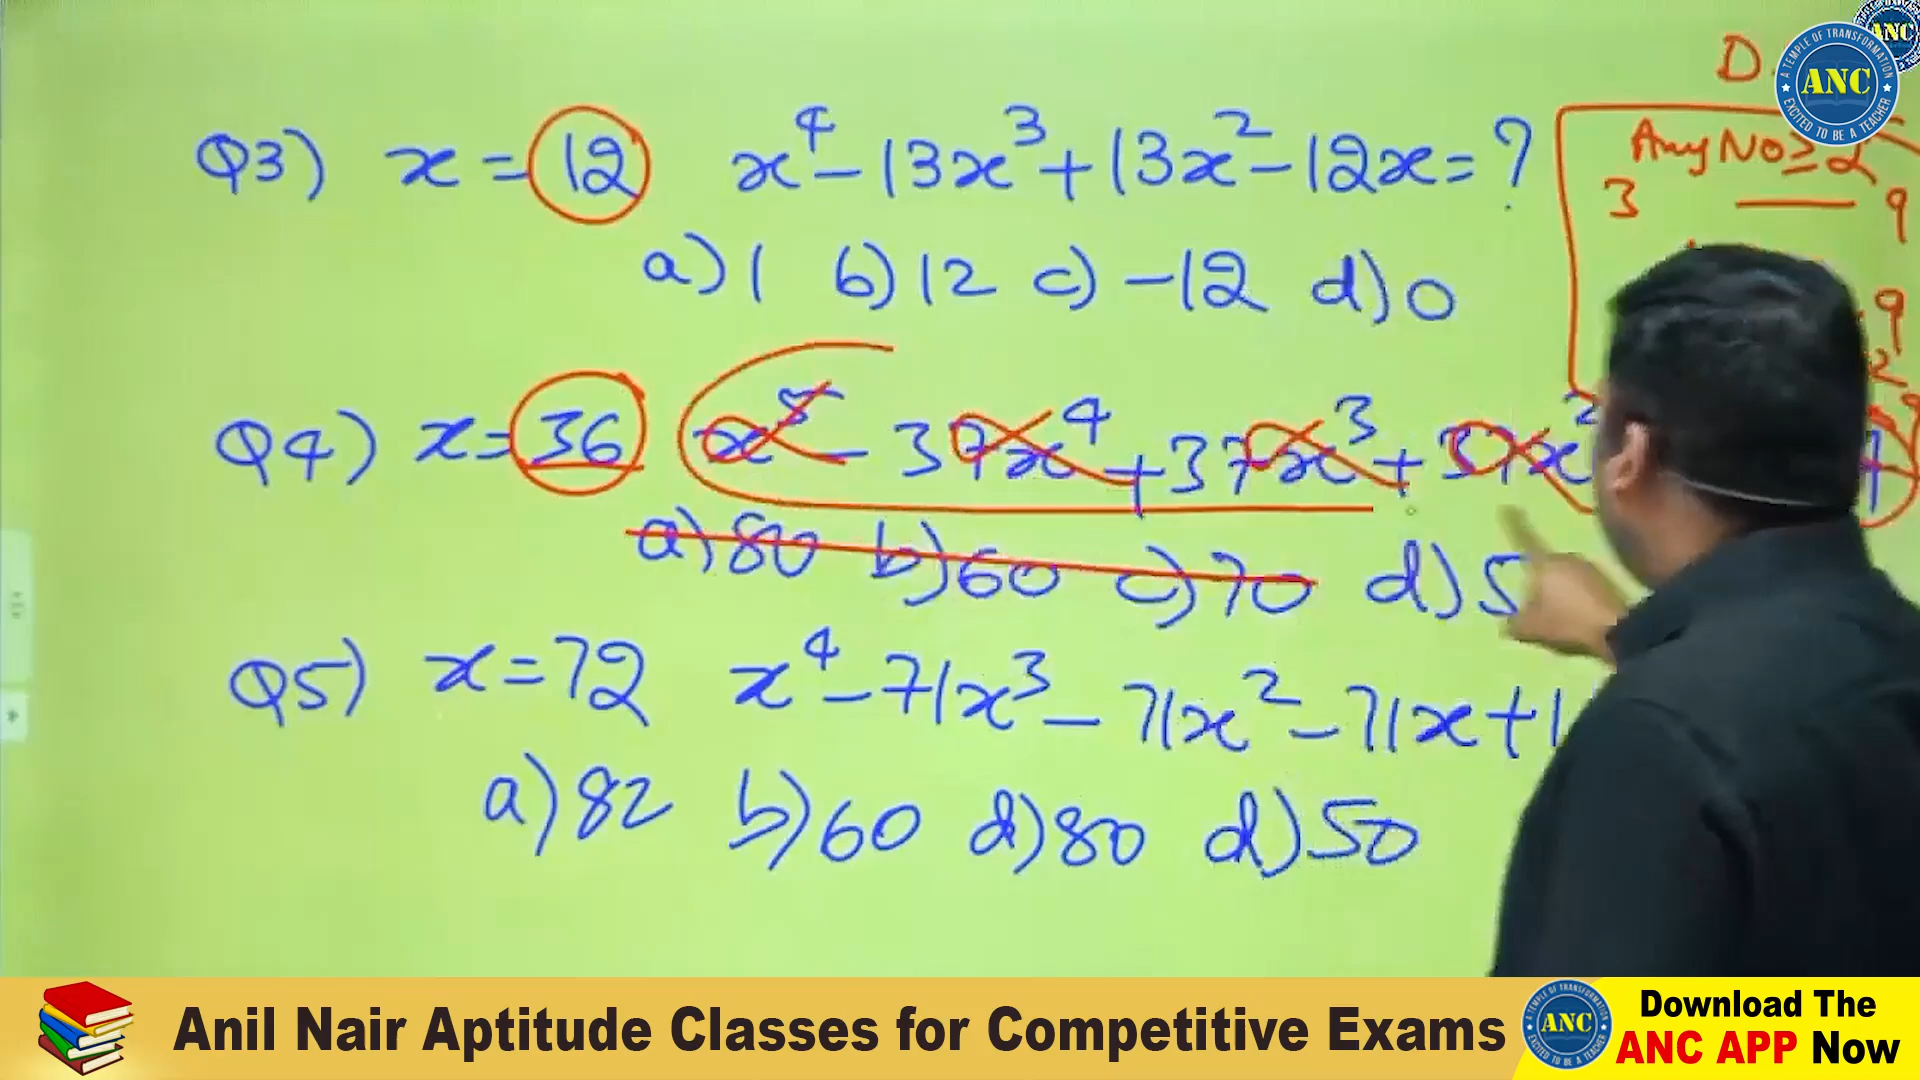 D.
A TEMPLE OF TRANSFORMATION
ANC
EXCITED TO BE A TEACHER
ANC
Any No ≥ 2
3 9
Q3) x = 12 x⁴ - 13x³ + 13x² - 12x = ?
a) 1 b) 12 c) -12 d) 0
9
2
Q4) x = 36 x⁵ - 37x⁴ + 37x³ + 37x²
a) 80 b) 60 c) 70 d) 5
Q5) x = 72 x⁴ - 71x³ - 71x² - 71x + 1
a) 82 b) 60 d) 80 d) 50
Anil Nair Aptitude Classes for Competitive Exams
ANC
Download The
ANC APP Now